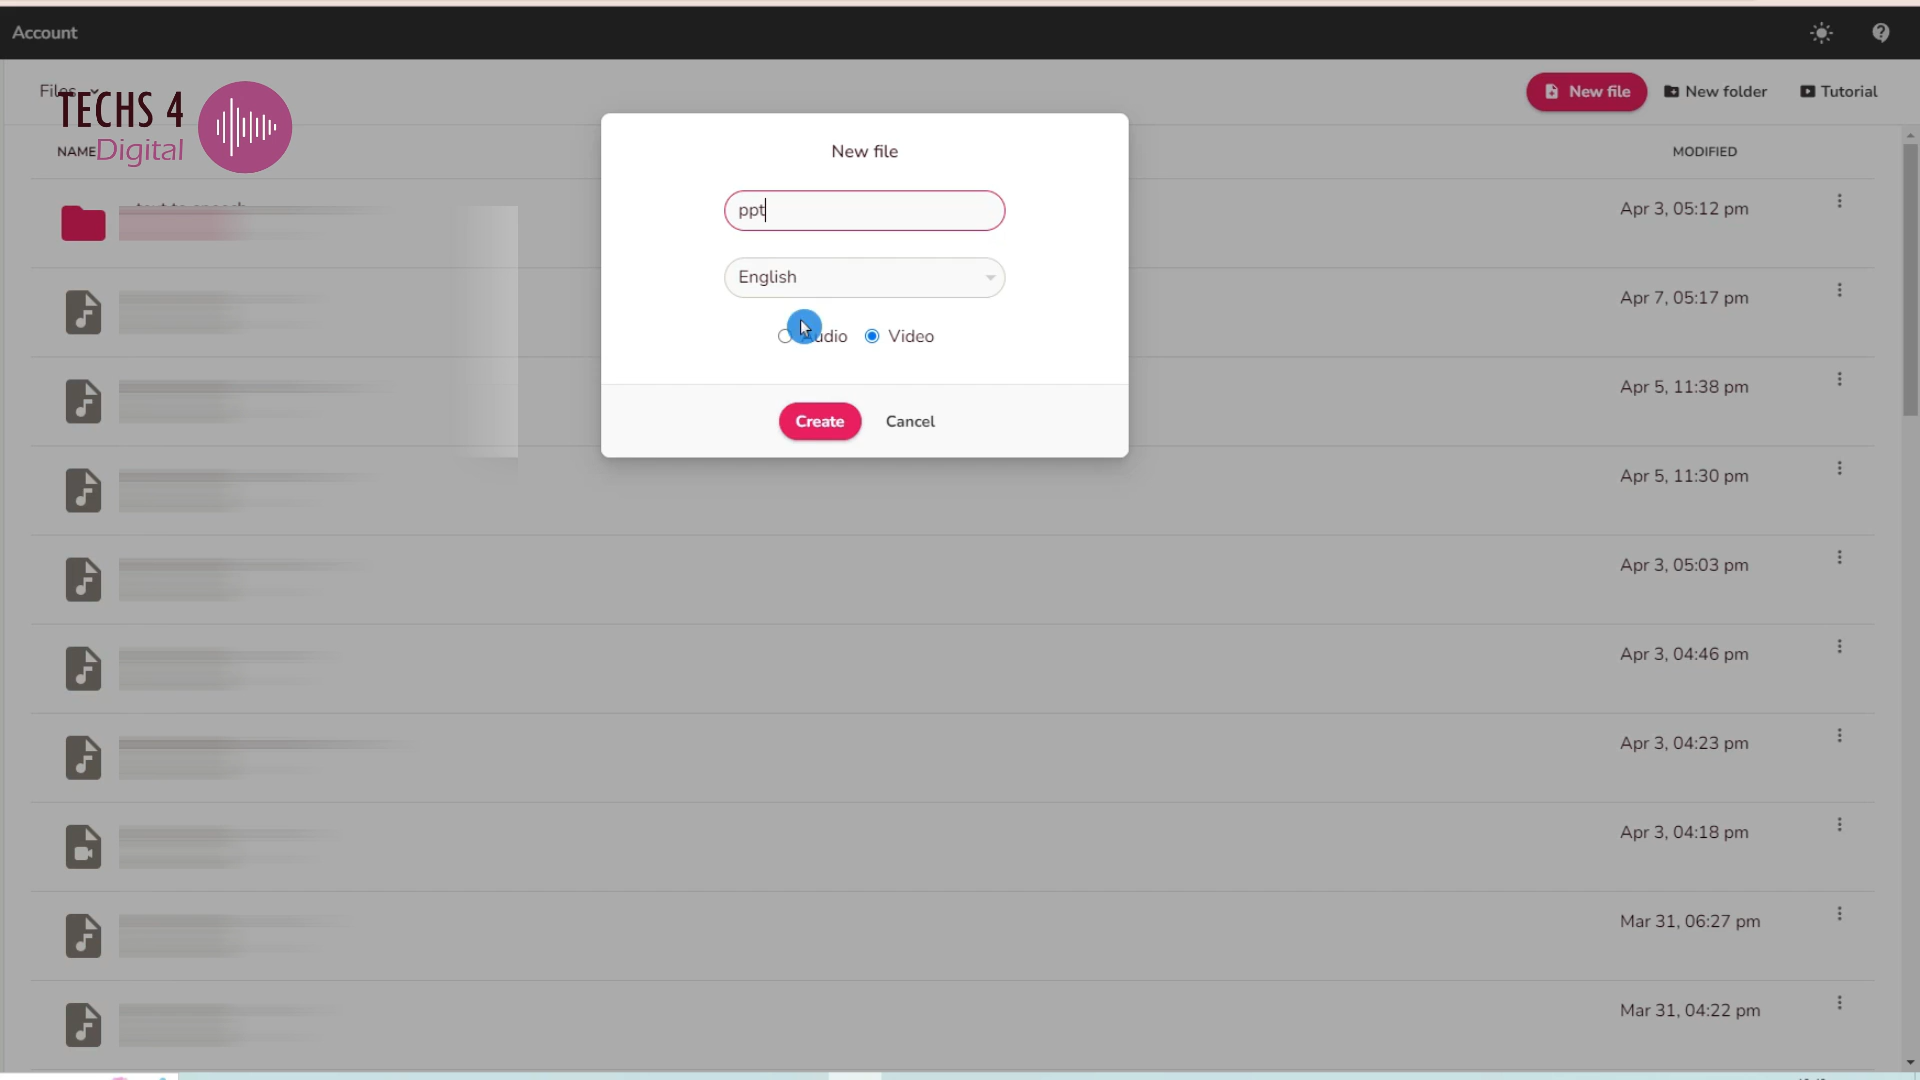 Account
Files
New file
New folder
Tutorial
TECHS 4
Digital
NAME
MODIFIED
New file
ppt
English
Audio
Video
Create
Cancel
Apr 3, 05:12 pm
Apr 7, 05:17 pm
Apr 5, 11:38 pm
Apr 5, 11:30 pm
Apr 3, 05:03 pm
Apr 3, 04:46 pm
Apr 3, 04:23 pm
Apr 3, 04:18 pm
Mar 31, 06:27 pm
Mar 31, 04:22 pm